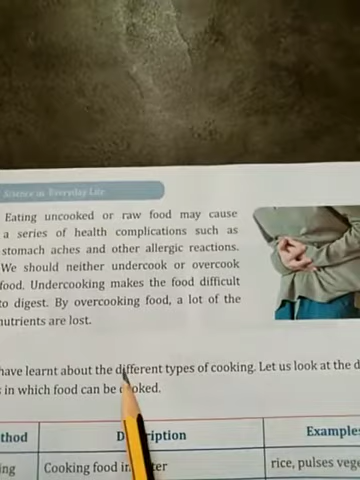 Science in Everyday Life
Eating uncooked or raw food may cause
a series of health complications such as
stomach aches and other allergic reactions.
We should neither undercook or overcook
food. Undercooking makes the food difficult
to digest. By overcooking food, a lot of the
nutrients are lost.
have learnt about the different types of cooking. Let us look at the d
in which food can be cooked.
thod Description Examples
ing Cooking food in water rice, pulses vege